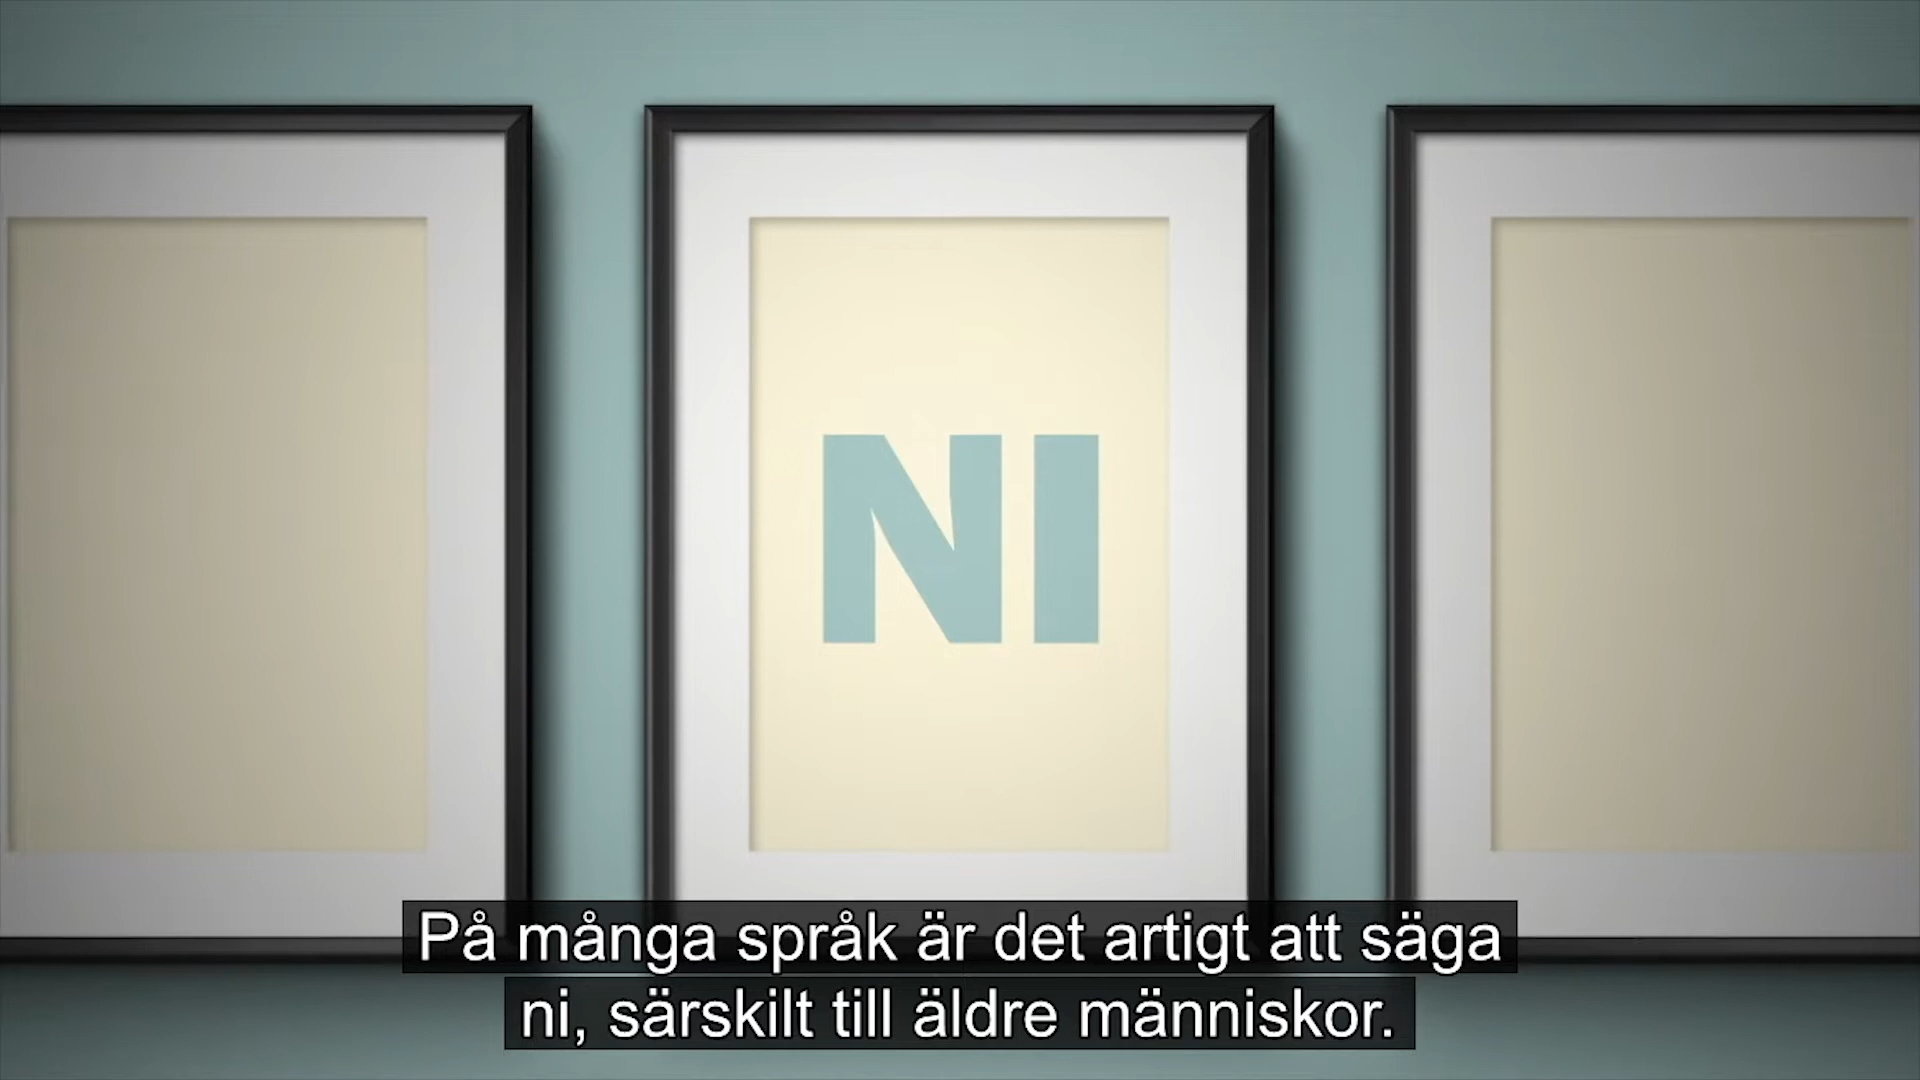 NI
På många språk är det artigt att säga
ni, särskilt till äldre människor.